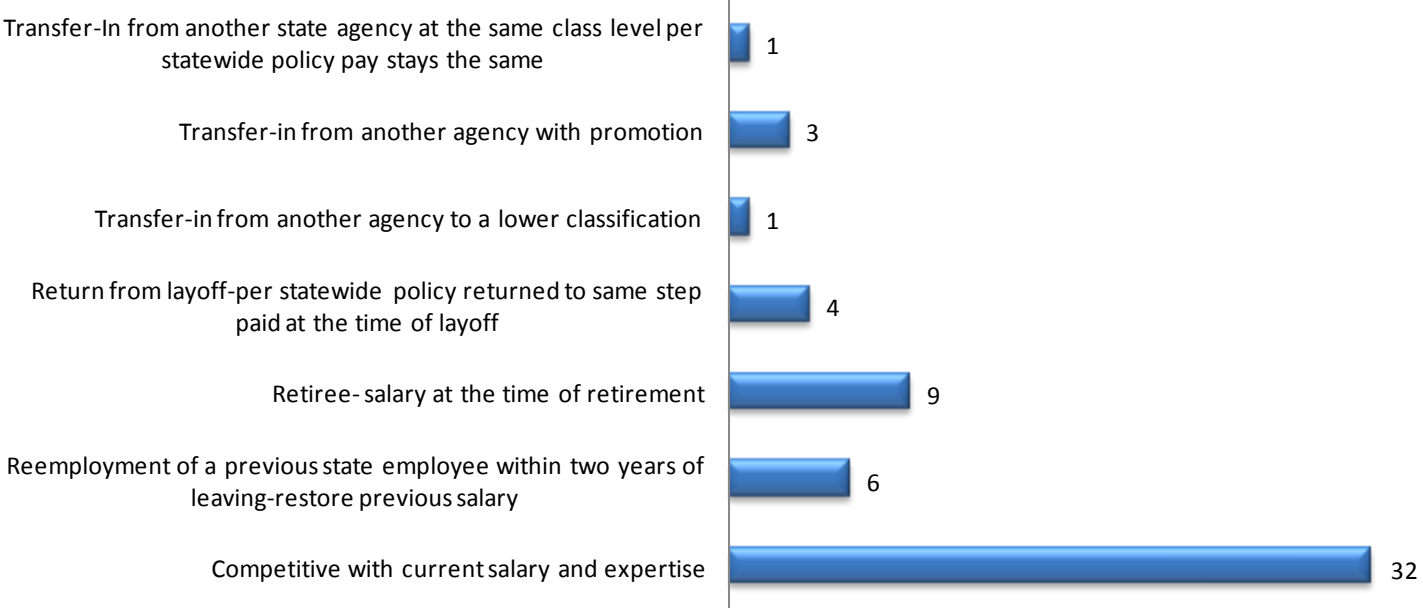 Transfer-In from another state agency at the same class level per
statewide policy pay stays the same
1
Transfer-in from another agency with promotion
3
Transfer-in from another agency to a lower classification
1
Return from layoff-per statewide policy returned to same step
paid at the time of layoff
4
Retiree- salary at the time of retirement
9
Reemployment of a previous state employee within two years of
leaving-restore previous salary
6
Competitive with current salary and expertise
32